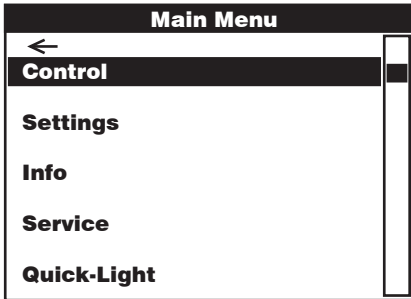 Main Menu
←
Control
Settings
Info
Service
Quick-Light